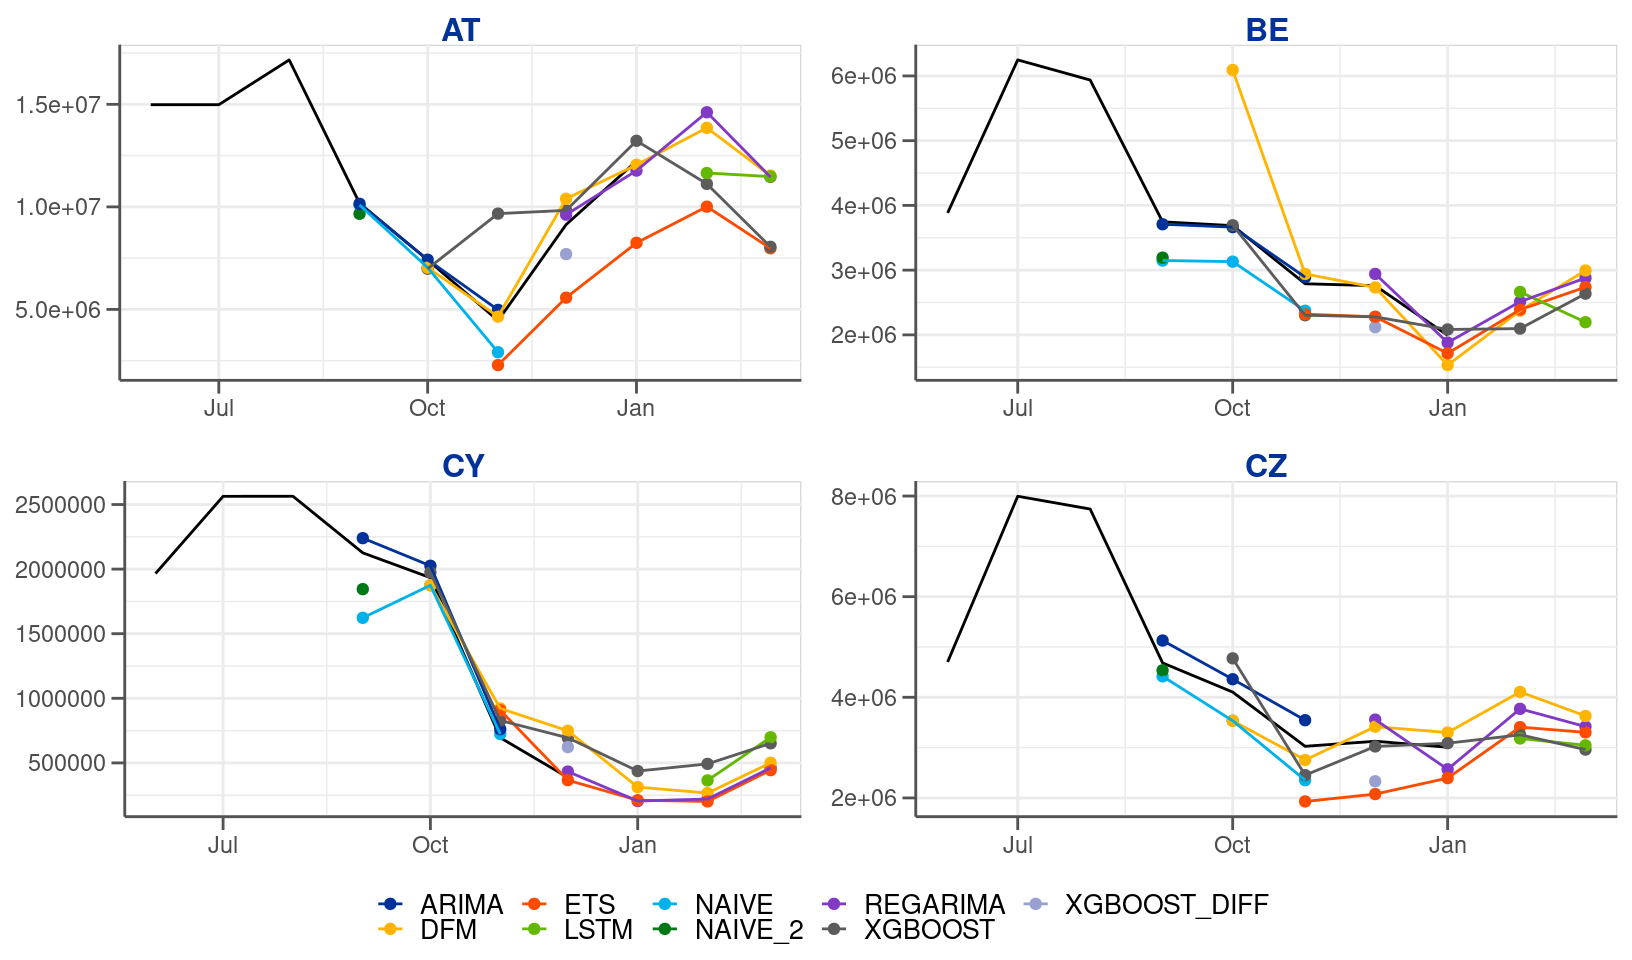 AT
BE
1.5e+07
1.0e+07
5.0e+06
Jul
Oct
Jan
6e+06
5e+06
4e+06
3e+06
2e+06
Jul
Oct
Jan
CY
CZ
2500000
2000000
1500000
1000000
500000
Jul
Oct
Jan
8e+06
6e+06
4e+06
2e+06
Jul
Oct
Jan
ARIMA ETS NAIVE REGARIMA XGBOOST_DIFF
DFM LSTM NAIVE_2 XGBOOST